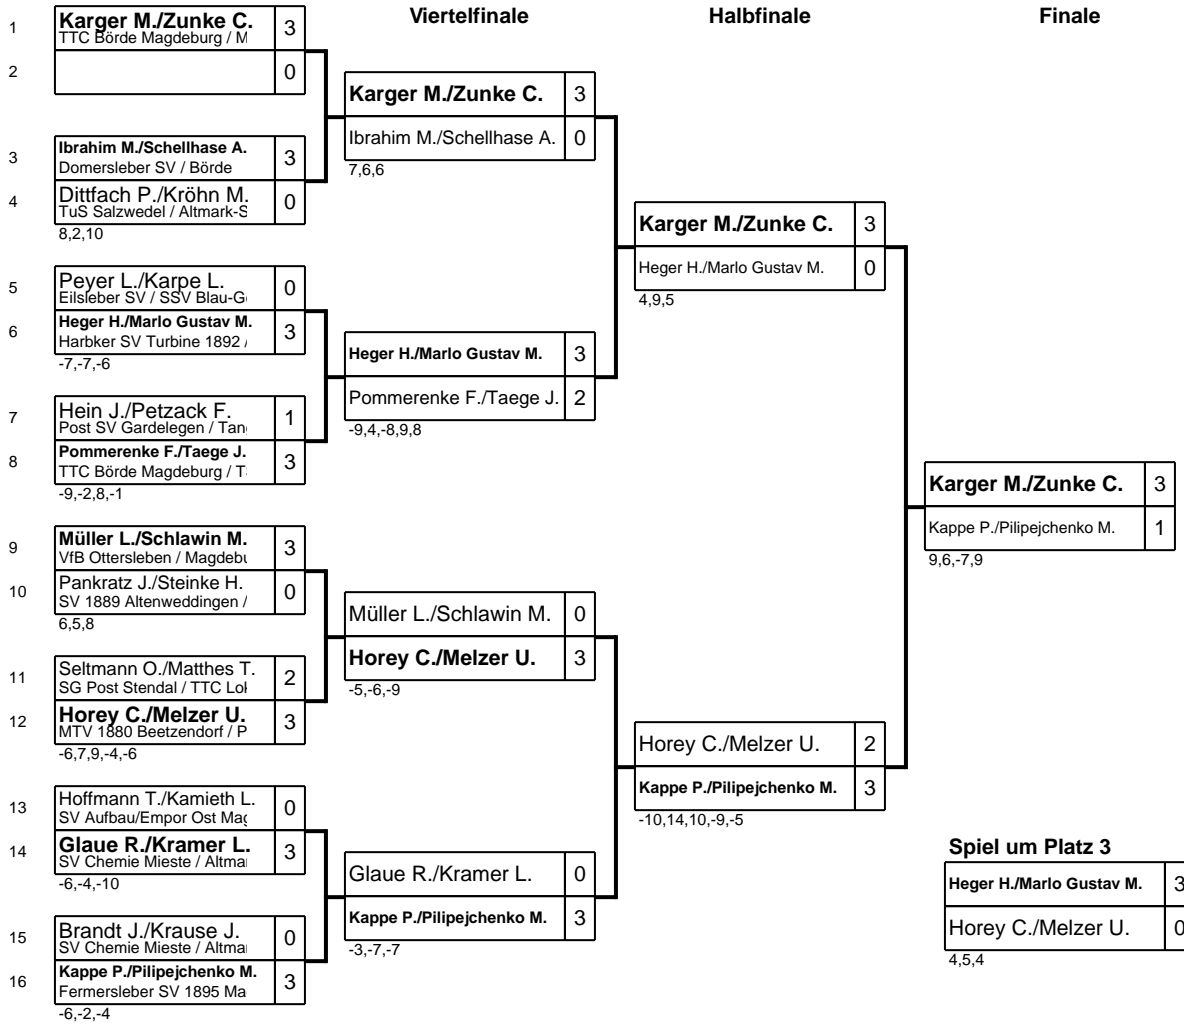 Viertelfinale
Halbfinale
Finale
1
Karger M./Zunke C.
3
TTC Börde Magdeburg / M
2
0
3
Ibrahim M./Schellhase A.
3
Domersleber SV / Börde
4
Dittfach P./Kröhn M.
0
TuS Salzwedel / Altmark-S
8,2,10
5
Peyer L./Karpe L.
0
Eilsleber SV / SSV Blau-G
6
Heger H./Marlo Gustav M.
3
Harbker SV Turbine 1892 /
-7,-7,-6
7
Hein J./Petzack F.
1
Post SV Gardelegen / Tan
8
Pommerenke F./Taege J.
3
TTC Börde Magdeburg / T
-9,-2,8,-1
9
Müller L./Schlawin M.
3
VfB Ottersleben / Magdebu
10
Pankratz J./Steinke H.
0
SV 1889 Altenweddingen /
6,5,8
11
Seltmann O./Matthes T.
2
SG Post Stendal / TTC Lok
12
Horey C./Melzer U.
3
MTV 1880 Beetzendorf / P
-6,7,9,-4,-6
13
Hoffmann T./Kamieth L.
0
SV Aufbau/Empor Ost Mag
14
Glaue R./Kramer L.
3
SV Chemie Mieste / Altmar
-6,-4,-10
15
Brandt J./Krause J.
0
SV Chemie Mieste / Altmar
16
Kappe P./Pilipejchenko M.
3
Fermersleber SV 1895 Ma
-6,-2,-4
Karger M./Zunke C.
3
Ibrahim M./Schellhase A.
0
7,6,6
Heger H./Marlo Gustav M.
3
Pommerenke F./Taege J.
2
-9,4,-8,9,8
Müller L./Schlawin M.
0
Horey C./Melzer U.
3
-5,-6,-9
Glaue R./Kramer L.
0
Kappe P./Pilipejchenko M.
3
-3,-7,-7
Karger M./Zunke C.
3
Heger H./Marlo Gustav M.
0
4,9,5
Horey C./Melzer U.
2
Kappe P./Pilipejchenko M.
3
-10,14,10,-9,-5
Karger M./Zunke C.
3
Kappe P./Pilipejchenko M.
1
9,6,-7,9
Spiel um Platz 3
Heger H./Marlo Gustav M.
3
Horey C./Melzer U.
0
4,5,4